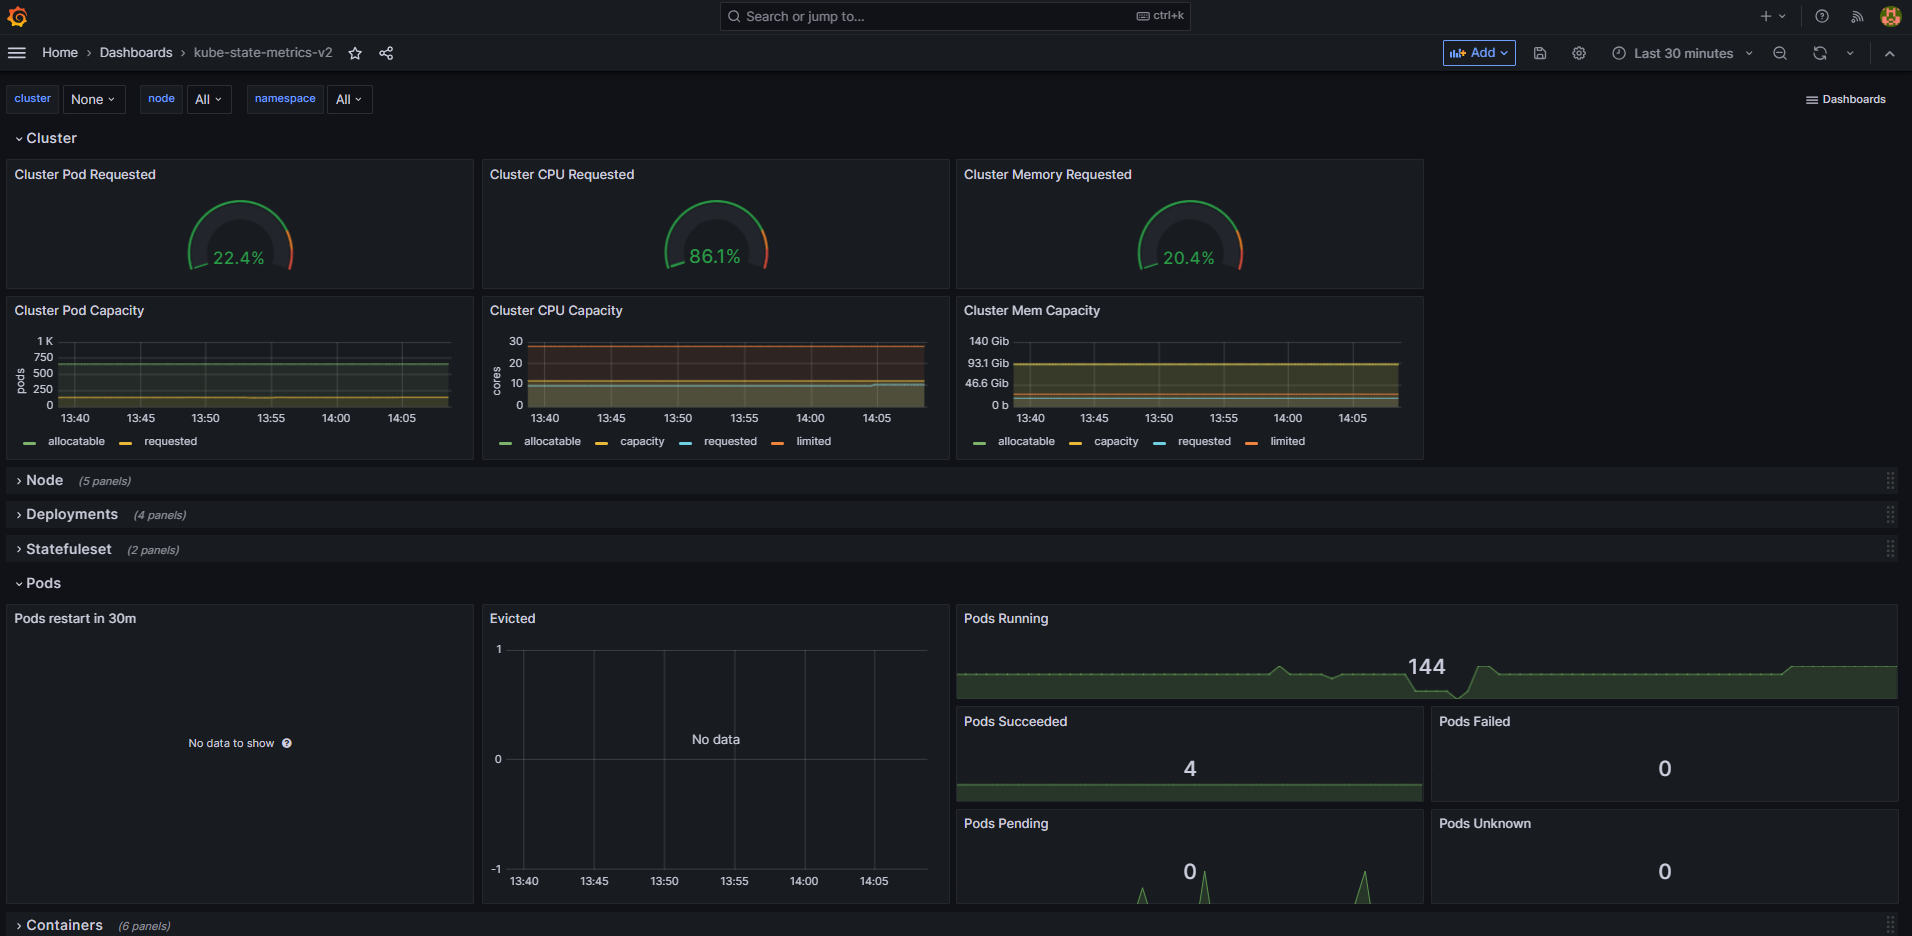 Search or jump to...
ctrl+k
Home › Dashboards › kube-state-metrics-v2
Add
Last 30 minutes
cluster None
node All
namespace All
Dashboards
Cluster
Cluster Pod Requested
22.4%
Cluster CPU Requested
86.1%
Cluster Memory Requested
20.4%
Cluster Pod Capacity
pods
1 K
750
500
250
0
13:40 13:45 13:50 13:55 14:00 14:05
allocatable requested
Cluster CPU Capacity
cores
30
20
10
0
13:40 13:45 13:50 13:55 14:00 14:05
allocatable capacity requested limited
Cluster Mem Capacity
140 Gib
93.1 Gib
46.6 Gib
0 b
13:40 13:45 13:50 13:55 14:00 14:05
allocatable capacity requested limited
Node (5 panels)
Deployments (4 panels)
Statefuleset (2 panels)
Pods
Pods restart in 30m
No data to show
Evicted
1
0
-1
No data
13:40 13:45 13:50 13:55 14:00 14:05
Pods Running
144
Pods Succeeded
4
Pods Failed
0
Pods Pending
0
Pods Unknown
0
Containers (6 panels)